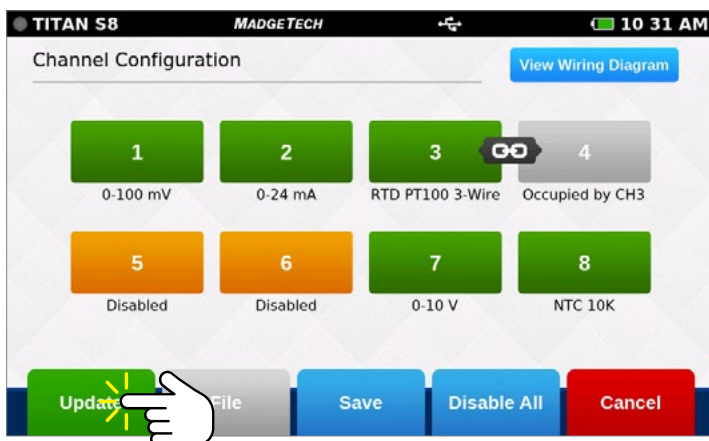 TITAN S8 MADGETECH 10 31 AM
Channel Configuration View Wiring Diagram
1 2 3 4
0-100 mV 0-24 mA RTD PT100 3-Wire Occupied by CH3
5 6 7 8
Disabled Disabled 0-10 V NTC 10K
Update File Save Disable All Cancel